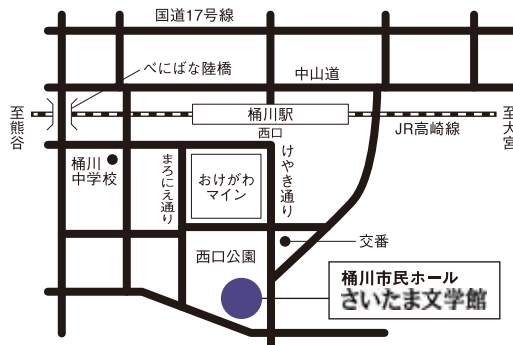 国道17号線
べにばな陸橋
中山道
至熊谷
桶川駅
西口
JR高崎線
至大宮
桶川
中学校
まろにえ通り
おけがわ
マイン
けやき通り
西口公園
交番
桶川市民ホール
さいたま文学館